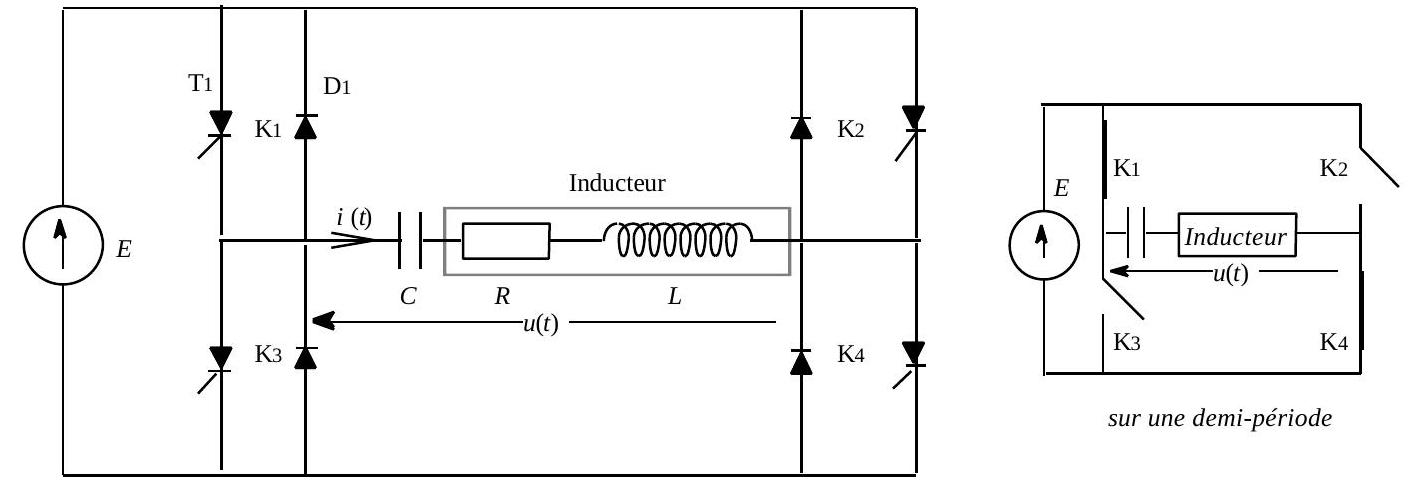 T1
D1
K1
K2
Inducteur
i (t)
E
C
R
L
u(t)
K3
K4
E
K1
K2
Inducteur
u(t)
K3
K4
sur une demi-période